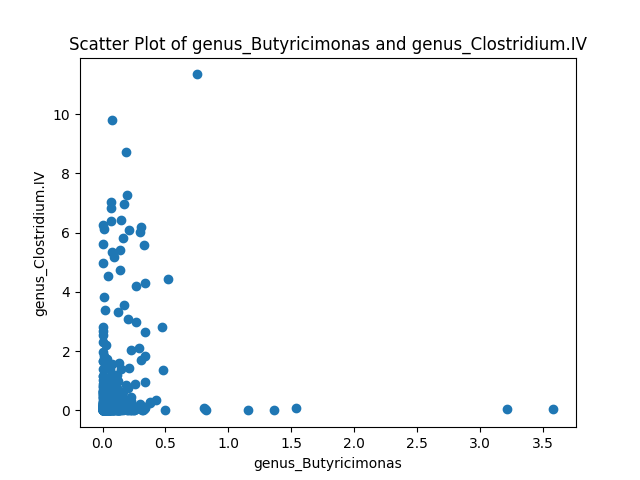 Scatter Plot of genus_Butyricimonas and genus_Clostridium.IV
genus_Clostridium.IV
10
8
6
4
2
0
0.0 0.5 1.0 1.5 2.0 2.5 3.0 3.5
genus_Butyricimonas